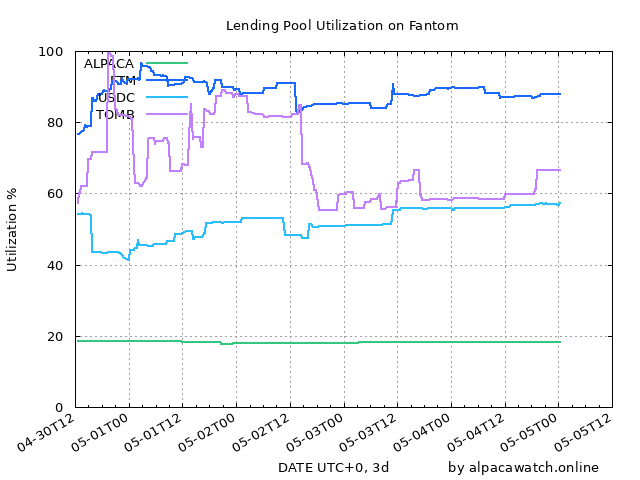 Lending Pool Utilization on Fantom
Utilization %
100
80
60
40
20
0
ALPACA
FTM
USDC
TOMB
04-30T12
05-01T00
05-01T12
05-02T00
05-02T12
05-03T00
05-03T12
05-04T00
05-04T12
05-05T00
05-05T12
DATE UTC+0, 3d
by alpacawatch.online